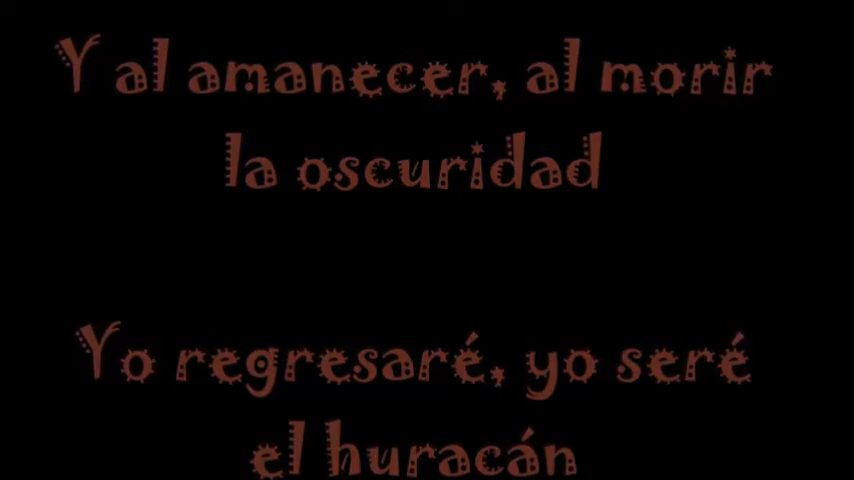 Y al amanecer, al morir
la oscuridad
Yo regresaré, yo seré
el huracán